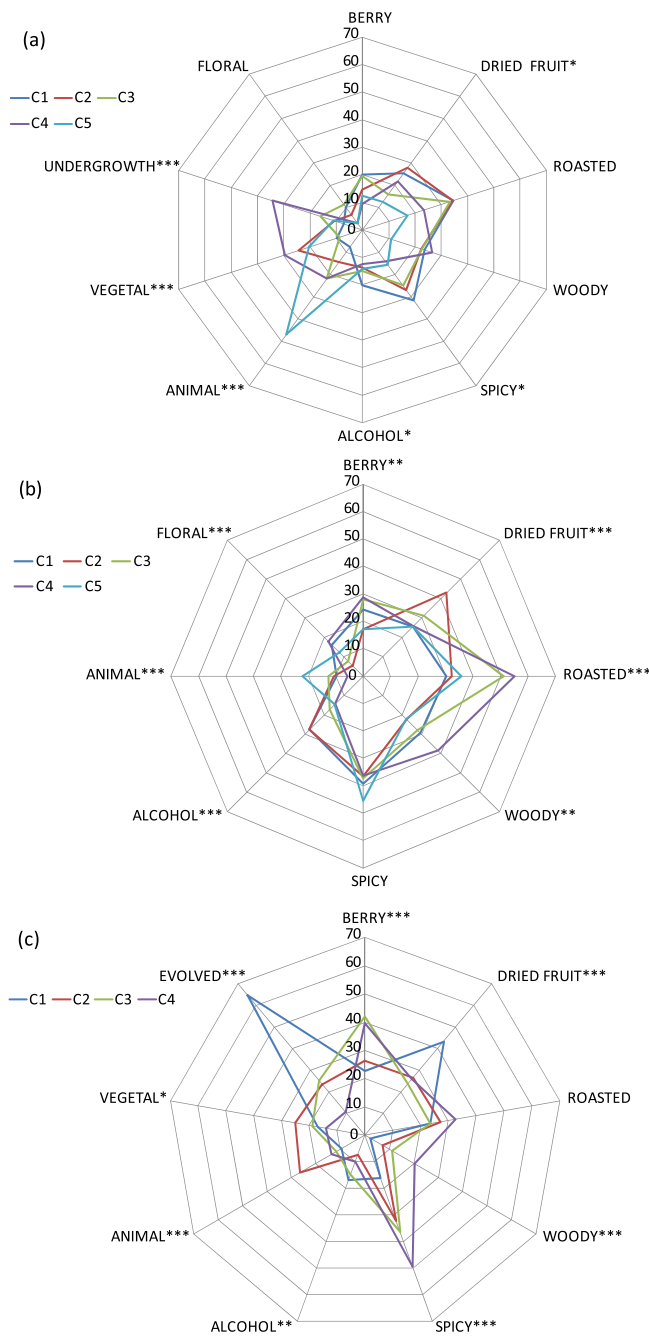 (a)
BERRY
70
60
50
40
30
20
10
0
FLORAL
DRIED FRUIT*
C1 C2 C3
C4 C5
UNDERGROWTH***
ROASTED
VEGETAL***
WOODY
ANIMAL***
SPICY*
ALCOHOL*
(b)
BERRY**
70
60
50
40
30
20
10
0
FLORAL***
DRIED FRUIT***
C1 C2 C3
C4 C5
ANIMAL***
ROASTED***
ALCOHOL***
WOODY**
SPICY
(c)
BERRY***
70
60
50
40
30
20
10
0
EVOLVED***
DRIED FRUIT***
C1 C2 C3 C4
VEGETAL*
ROASTED
ANIMAL***
WOODY***
ALCOHOL**
SPICY***